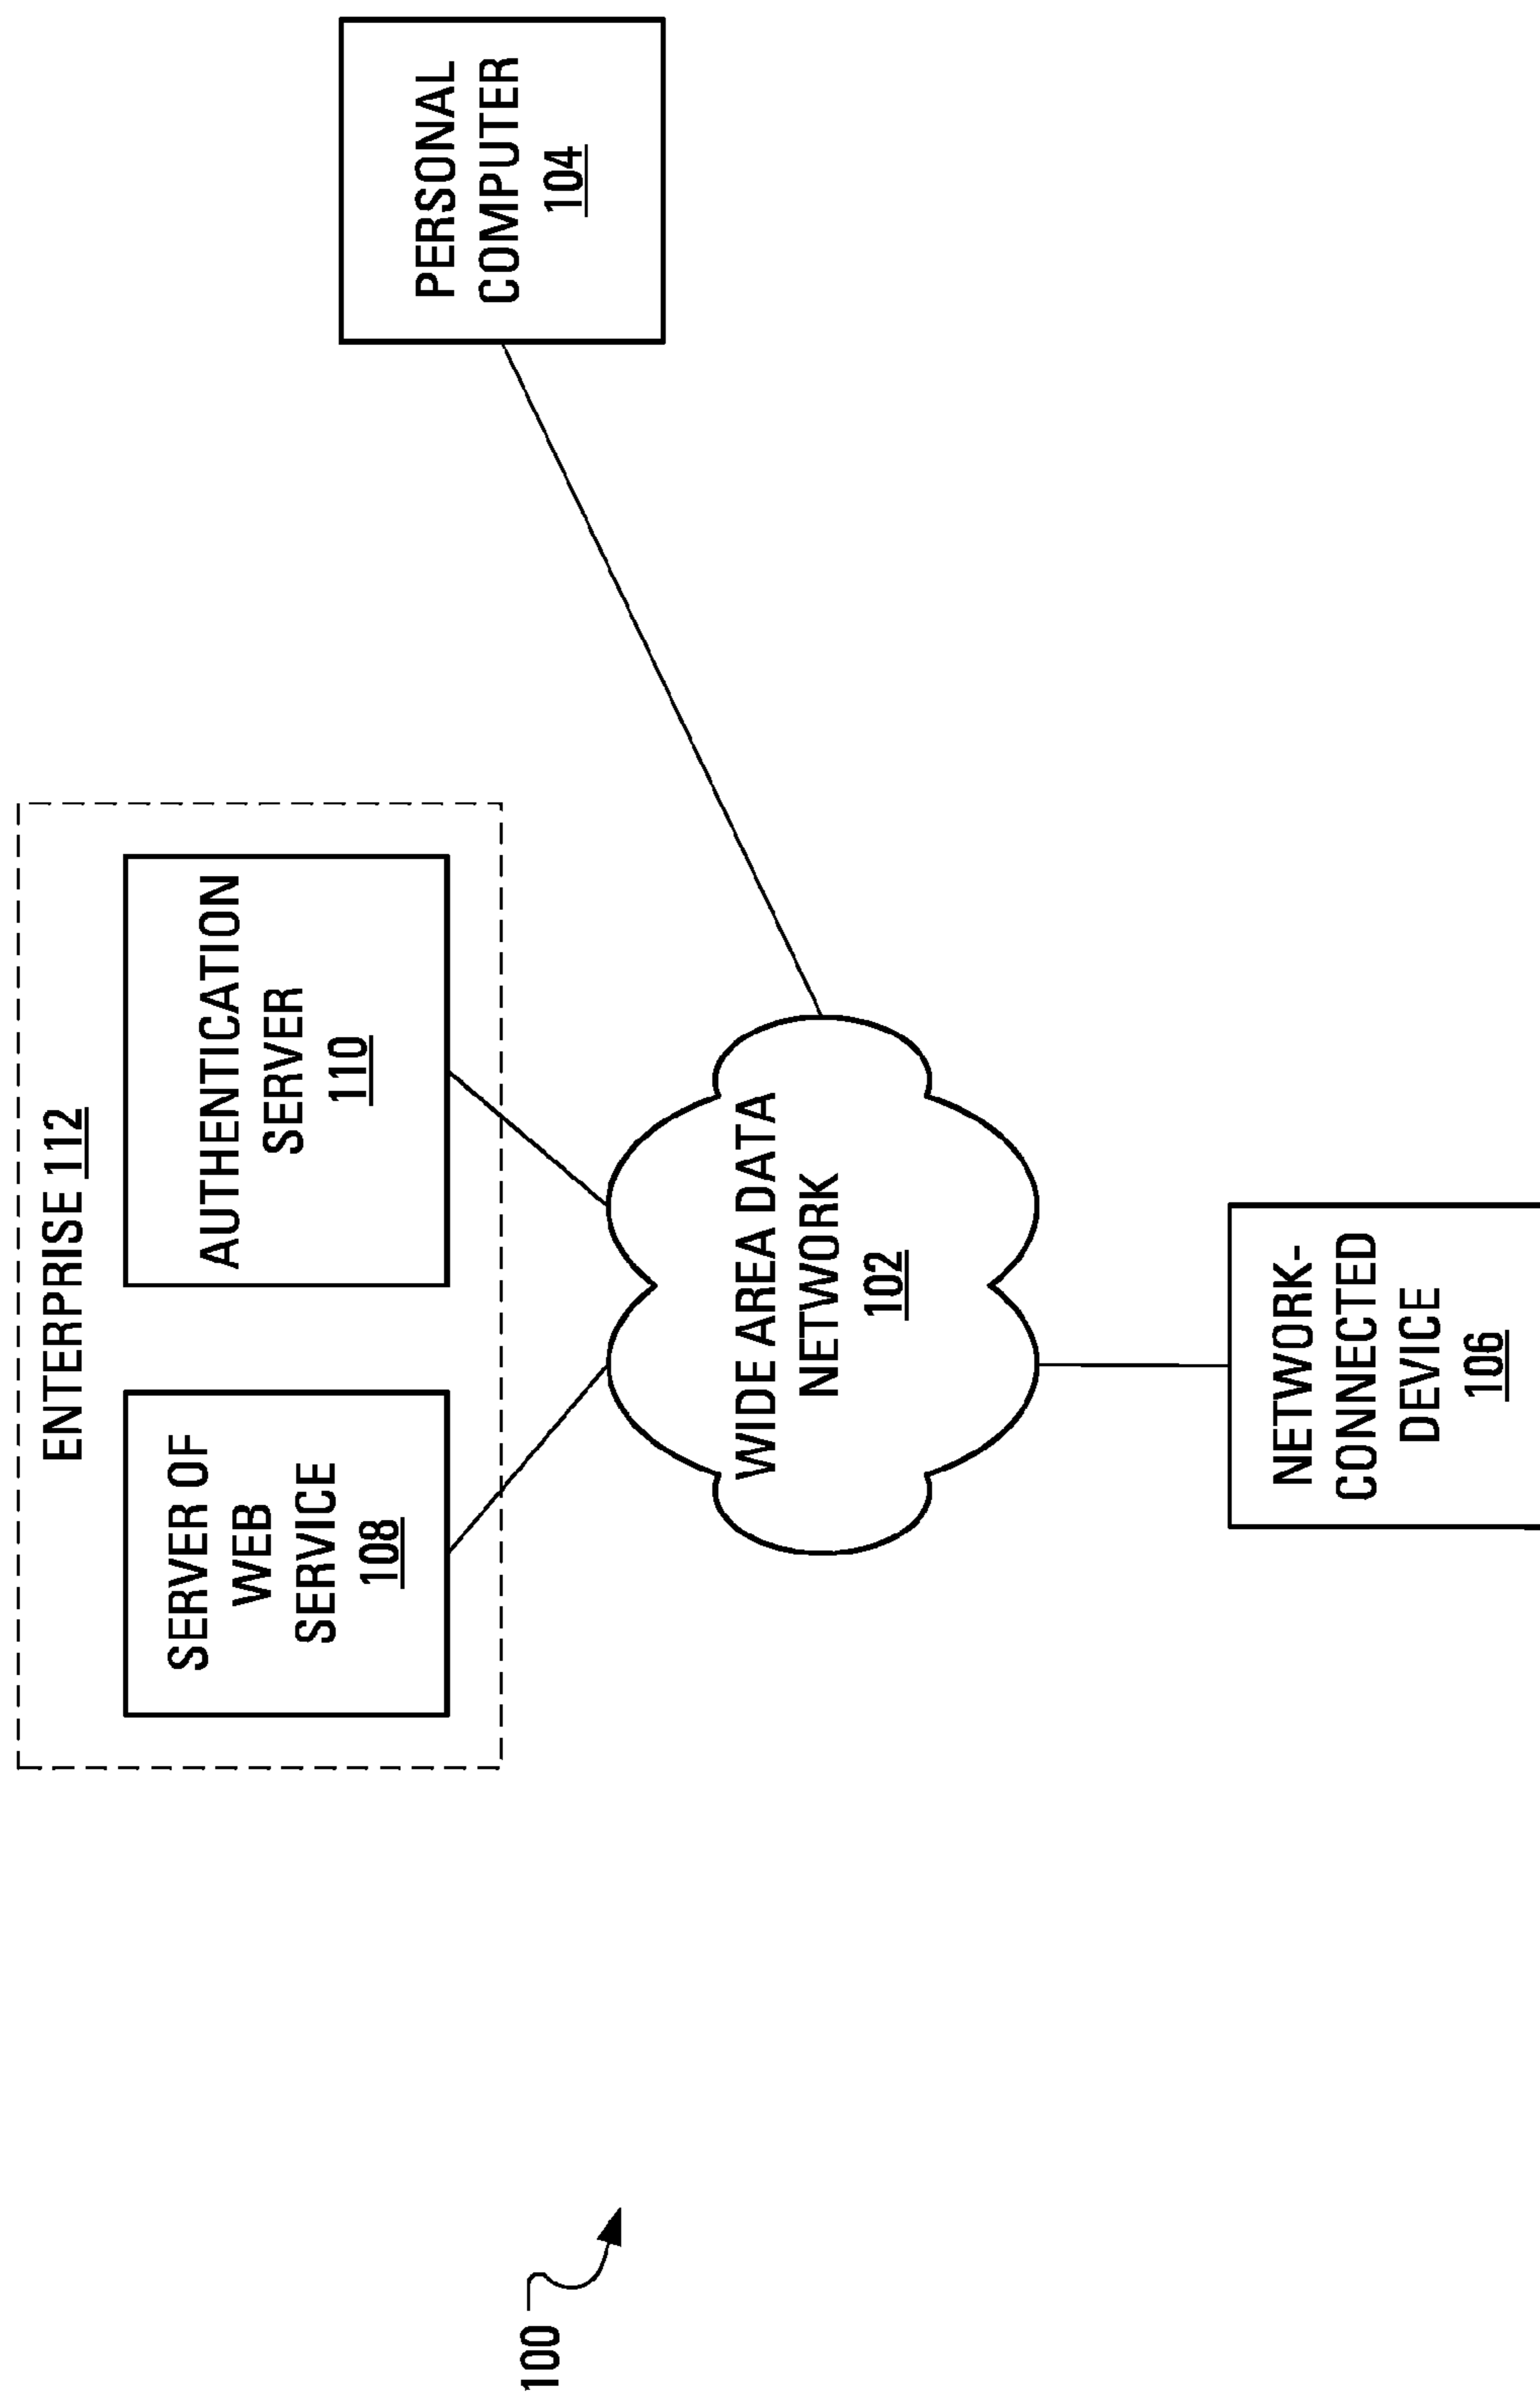 ENTERPRISE 112
SERVER OF
WEB
SERVICE
108
AUTHENTICATION
SERVER
110
PERSONAL
COMPUTER
104
WIDE AREA DATA
NETWORK
102
NETWORK-
CONNECTED
DEVICE
106
100